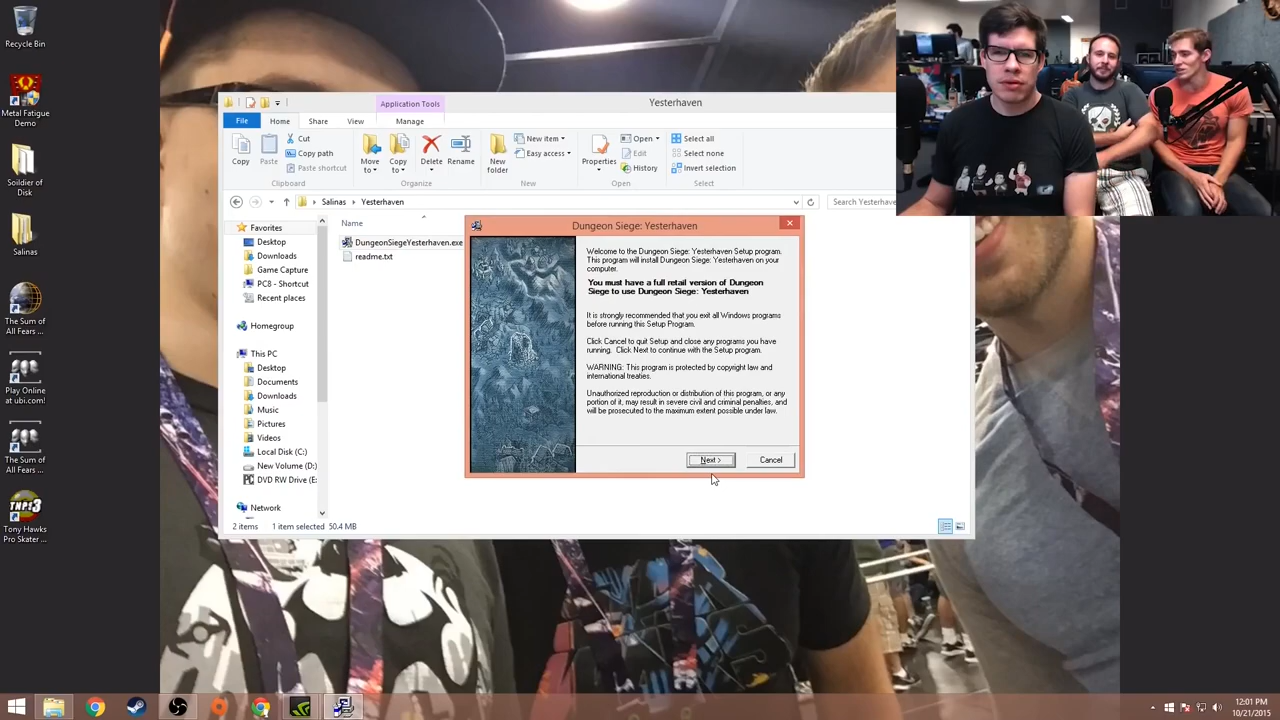 Recycle Bin
Metal Fatigue
Demo
Soildier of
Disk
Salinas
The Sum of
All Fears ...
Play Online
at ubi.com!
The Sum of
All Fears ...
THPS3
Tony Hawks
Pro Skater ...
Application Tools
Yesterhaven
File
Home
Share
View
Manage
Copy
Paste
Cut
Copy path
Paste shortcut
Clipboard
Move
to
Copy
to
Delete
Rename
Organize
New
folder
New item
Easy access
New
Properties
Open
Edit
History
Open
Select all
Select none
Invert selection
Select
Salinas
Yesterhaven
Search Yesterhave
Favorites
Desktop
Downloads
Game Capture
PC8 - Shortcut
Recent places
Homegroup
This PC
Desktop
Documents
Downloads
Music
Pictures
Videos
Local Disk (C:)
New Volume (D:)
DVD RW Drive (E:
Network
Name
DungeonSiegeYesterhaven.exe
readme.txt
Dungeon Siege: Yesterhaven
Welcome to the Dungeon Siege: Yesterhaven Setup program.
This program will install Dungeon Siege: Yesterhaven on your
computer.
You must have a full retail version of Dungeon
Siege to use Dungeon Siege: Yesterhaven
It is strongly recommended that you exit all Windows programs
before running this Setup Program.
Click Cancel to quit Setup and close any programs you have
running. Click Next to continue with the Setup program.
WARNING: This program is protected by copyright law and
international treaties.
Unauthorized reproduction or distribution of this program, or any
portion of it, may result in severe civil and criminal penalties, and
will be prosecuted to the maximum extent possible under law.
Next >
Cancel
2 items
1 item selected 50.4 MB
12:01 PM
10/21/2015